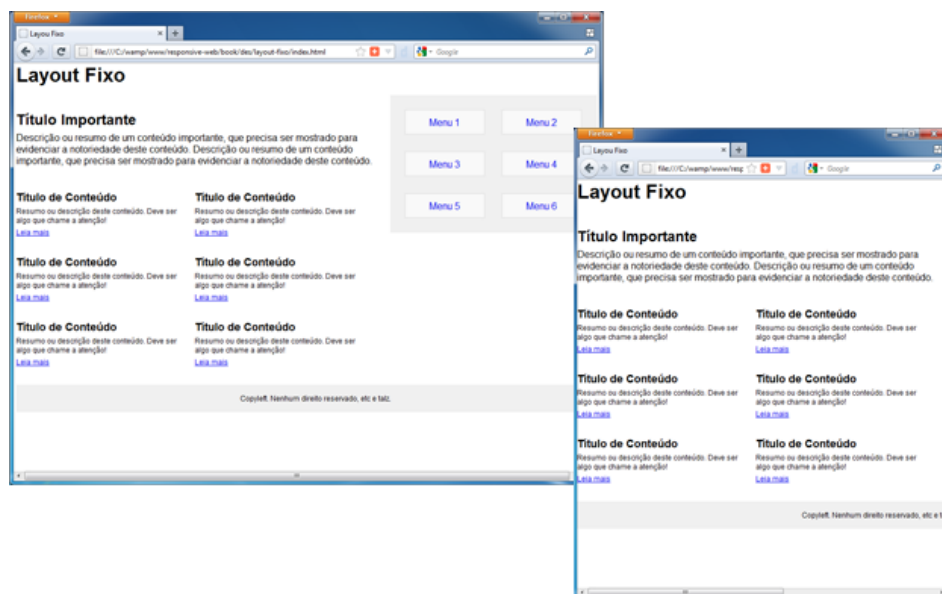 Firefox
Layou Fixo
file:///C:/wamp/www/responsive-web/book/des/layout-fixo/index.html
Google
Layout Fixo
Título Importante
Descrição ou resumo de um conteúdo importante, que precisa ser mostrado para
evidenciar a notoriedade deste conteúdo. Descrição ou resumo de um conteúdo
importante, que precisa ser mostrado para evidenciar a notoriedade deste conteúdo.
Menu 1 Menu 2
Menu 3 Menu 4
Menu 5 Menu 6
Titulo de Conteúdo Titulo de Conteúdo
Resumo ou descrição deste conteúdo. Deve ser Resumo ou descrição deste conteúdo. Deve ser
algo que chame a atenção! algo que chame a atenção!
Leia mais Leia mais
Titulo de Conteúdo Titulo de Conteúdo
Resumo ou descrição deste conteúdo. Deve ser Resumo ou descrição deste conteúdo. Deve ser
algo que chame a atenção! algo que chame a atenção!
Leia mais Leia mais
Titulo de Conteúdo Titulo de Conteúdo
Resumo ou descrição deste conteúdo. Deve ser Resumo ou descrição deste conteúdo. Deve ser
algo que chame a atenção! algo que chame a atenção!
Leia mais Leia mais
Copyleft. Nenhum direito reservado, etc e talz.
Firefox
Layou Fixo
file:///C:/wamp/www/resp
Google
Layout Fixo
Título Importante
Descrição ou resumo de um conteúdo importante, que precisa ser mostrado para
evidenciar a notoriedade deste conteúdo. Descrição ou resumo de um conteúdo
importante, que precisa ser mostrado para evidenciar a notoriedade deste conteúdo.
Titulo de Conteúdo Titulo de Conteúdo
Resumo ou descrição deste conteúdo. Deve ser Resumo ou descrição deste conteúdo. Deve ser
algo que chame a atenção! algo que chame a atenção!
Leia mais Leia mais
Titulo de Conteúdo Titulo de Conteúdo
Resumo ou descrição deste conteúdo. Deve ser Resumo ou descrição deste conteúdo. Deve ser
algo que chame a atenção! algo que chame a atenção!
Leia mais Leia mais
Titulo de Conteúdo Titulo de Conteúdo
Resumo ou descrição deste conteúdo. Deve ser Resumo ou descrição deste conteúdo. Deve ser
algo que chame a atenção! algo que chame a atenção!
Leia mais Leia mais
Copyleft. Nenhum direito reservado, etc e t